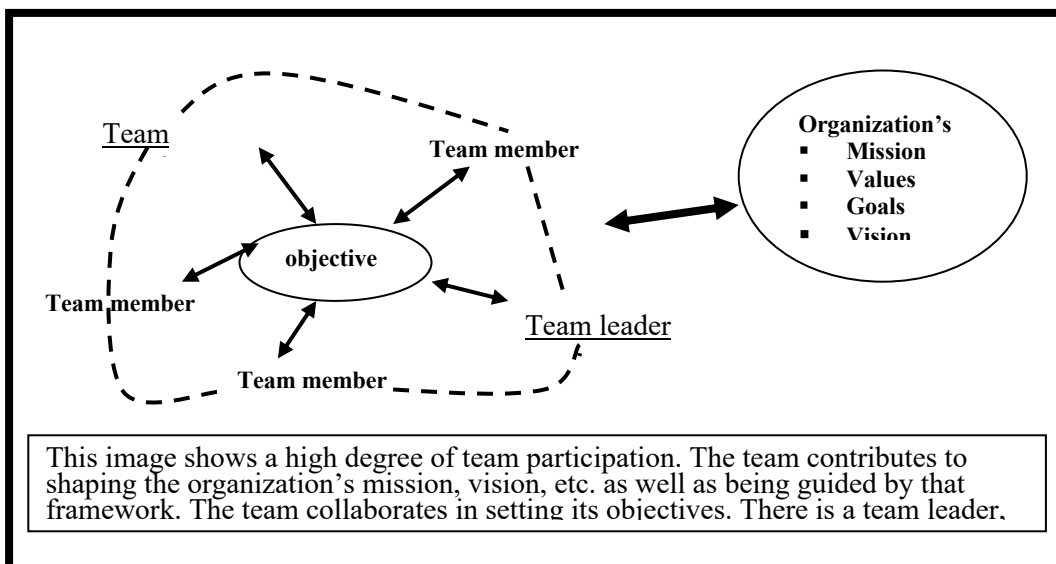 Team
Team member
Organization’s
▪ Mission
▪ Values
▪ Goals
▪ Vision
objective
Team member
Team leader
Team member
This image shows a high degree of team participation. The team contributes to
shaping the organization’s mission, vision, etc. as well as being guided by that
framework. The team collaborates in setting its objectives. There is a team leader,